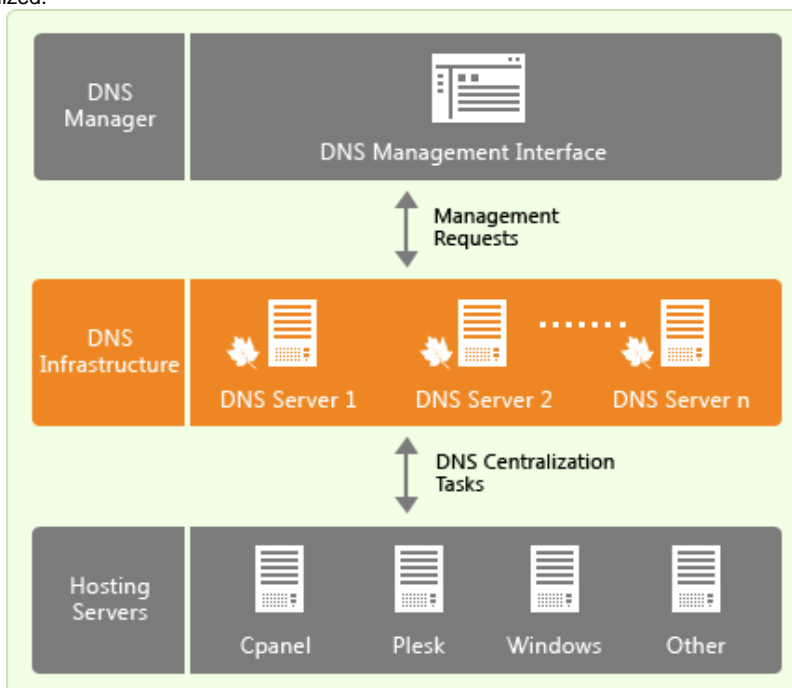 DNS
Manager
DNS Management Interface
Management
Requests
DNS
Infrastructure
DNS Server 1
DNS Server 2
DNS Server n
DNS Centralization
Tasks
Hosting
Servers
Cpanel
Plesk
Windows
Other